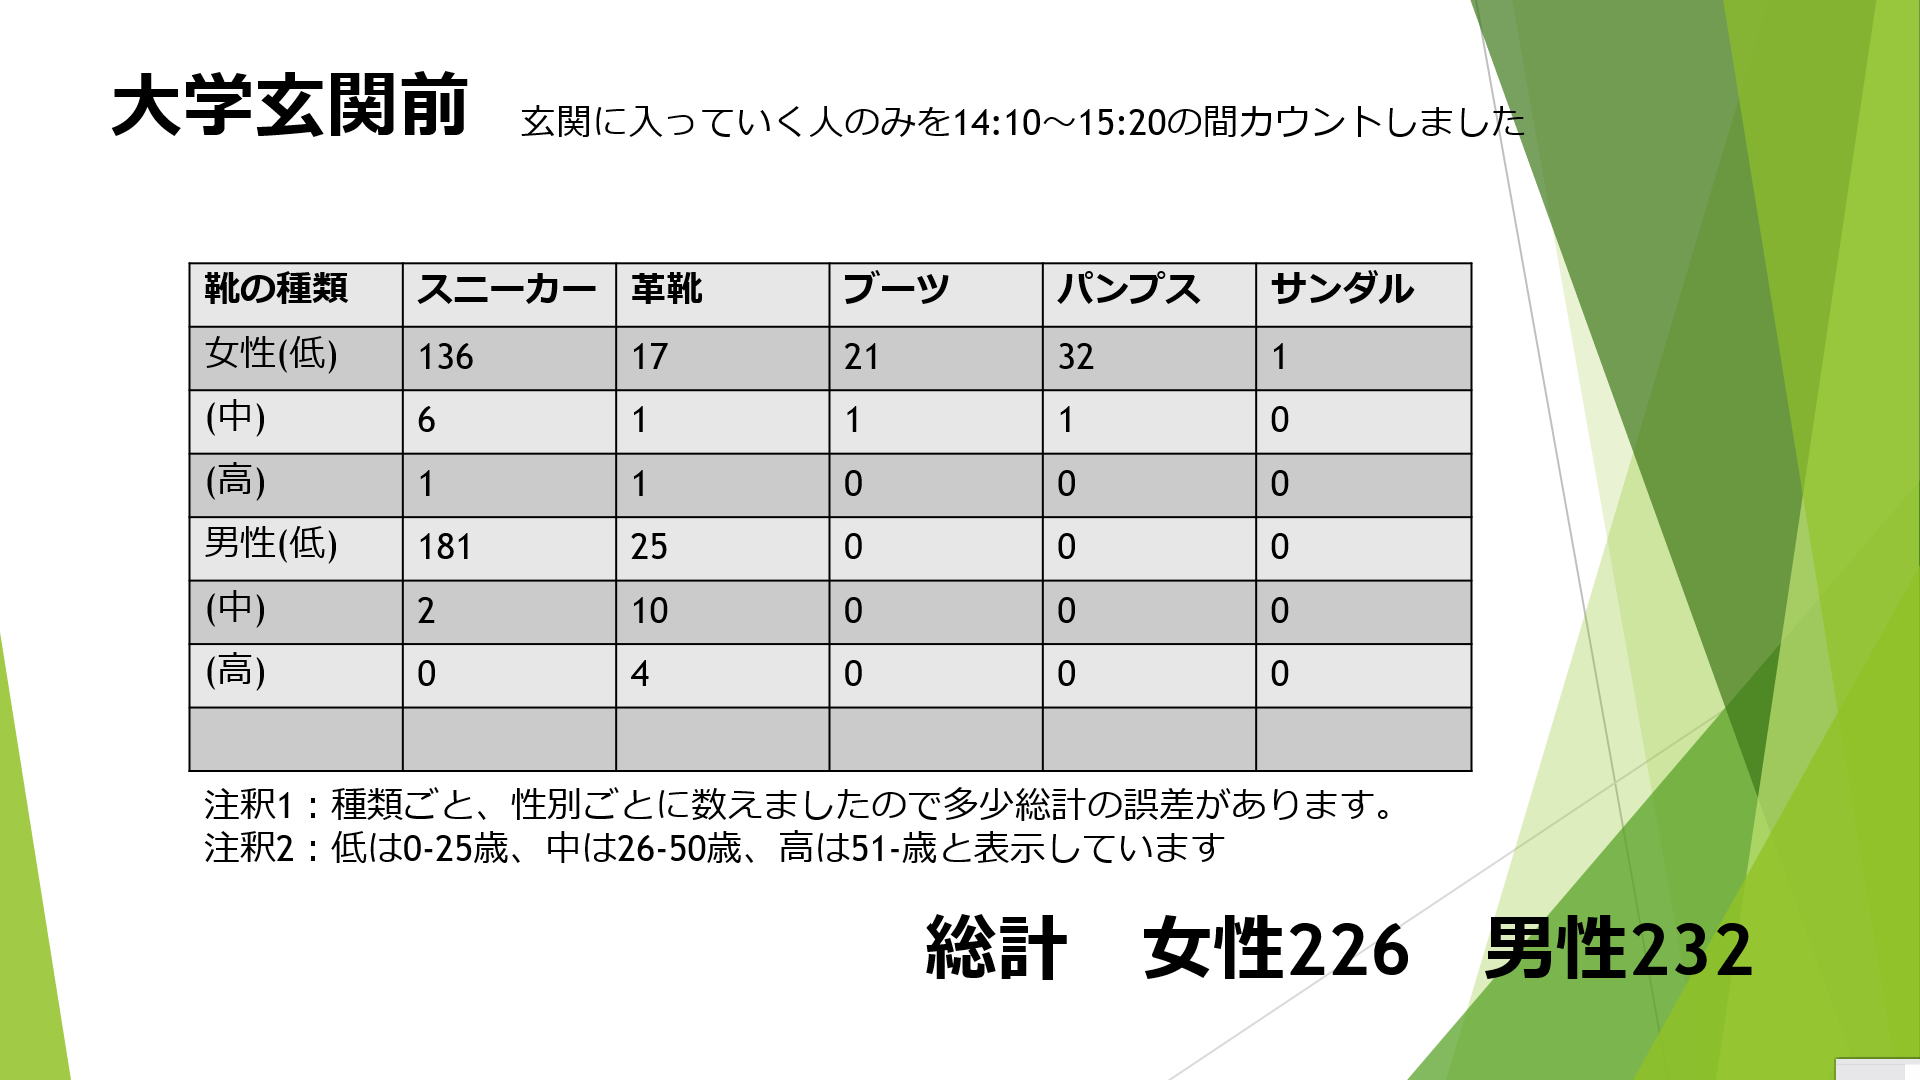 大学玄関前
玄関に入っていく人のみを14:10～15:20の間カウントしました
靴の種類 スニーカー 革靴 ブーツ パンプス サンダル
女性(低) 136 17 21 32 1
(中) 6 1 1 1 0
(高) 1 1 0 0 0
男性(低) 181 25 0 0 0
(中) 2 10 0 0 0
(高) 0 4 0 0 0
注釈1：種類ごと、性別ごとに数えましたので多少総計の誤差があります。
注釈2：低は0-25歳、中は26-50歳、高は51-歳と表示しています
総計　女性226　男性232